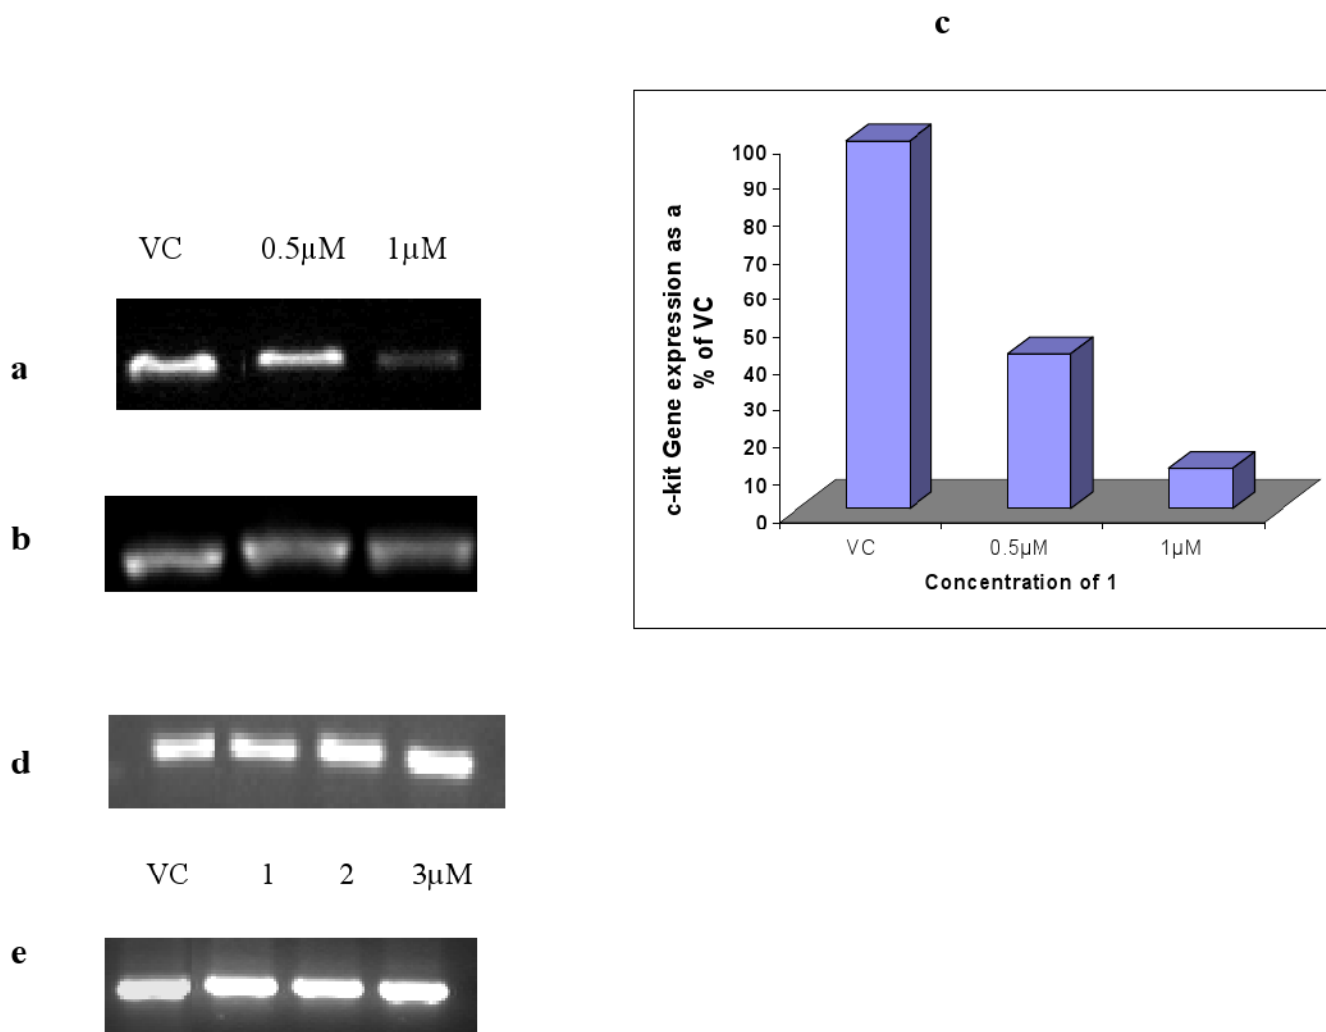 c
VC 0.5µM 1µM
a
b
c-kit Gene expression as a
% of VC
100
90
80
70
60
50
40
30
20
10
0
VC 0.5µM 1µM
Concentration of 1
d
VC 1 2 3µM
e